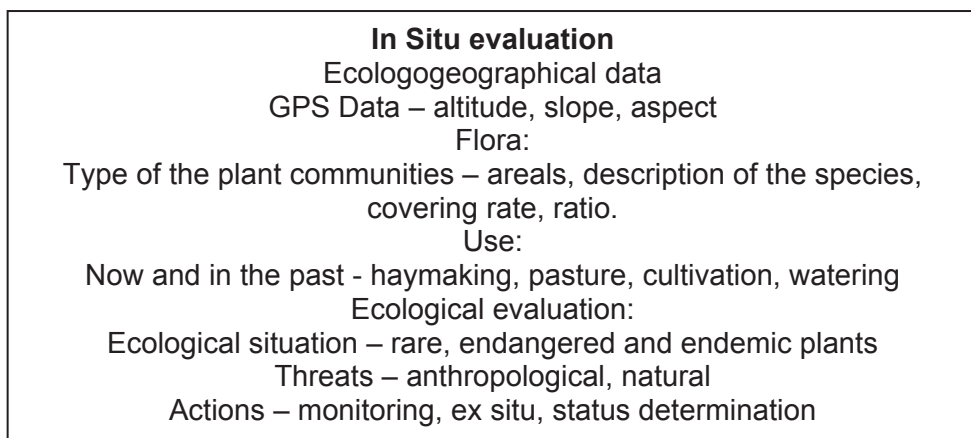 In Situ evaluation
Ecologogeographical data
GPS Data – altitude, slope, aspect
Flora:
Type of the plant communities – areals, description of the species,
covering rate, ratio.
Use:
Now and in the past - haymaking, pasture, cultivation, watering
Ecological evaluation:
Ecological situation – rare, endangered and endemic plants
Threats – anthropological, natural
Actions – monitoring, ex situ, status determination